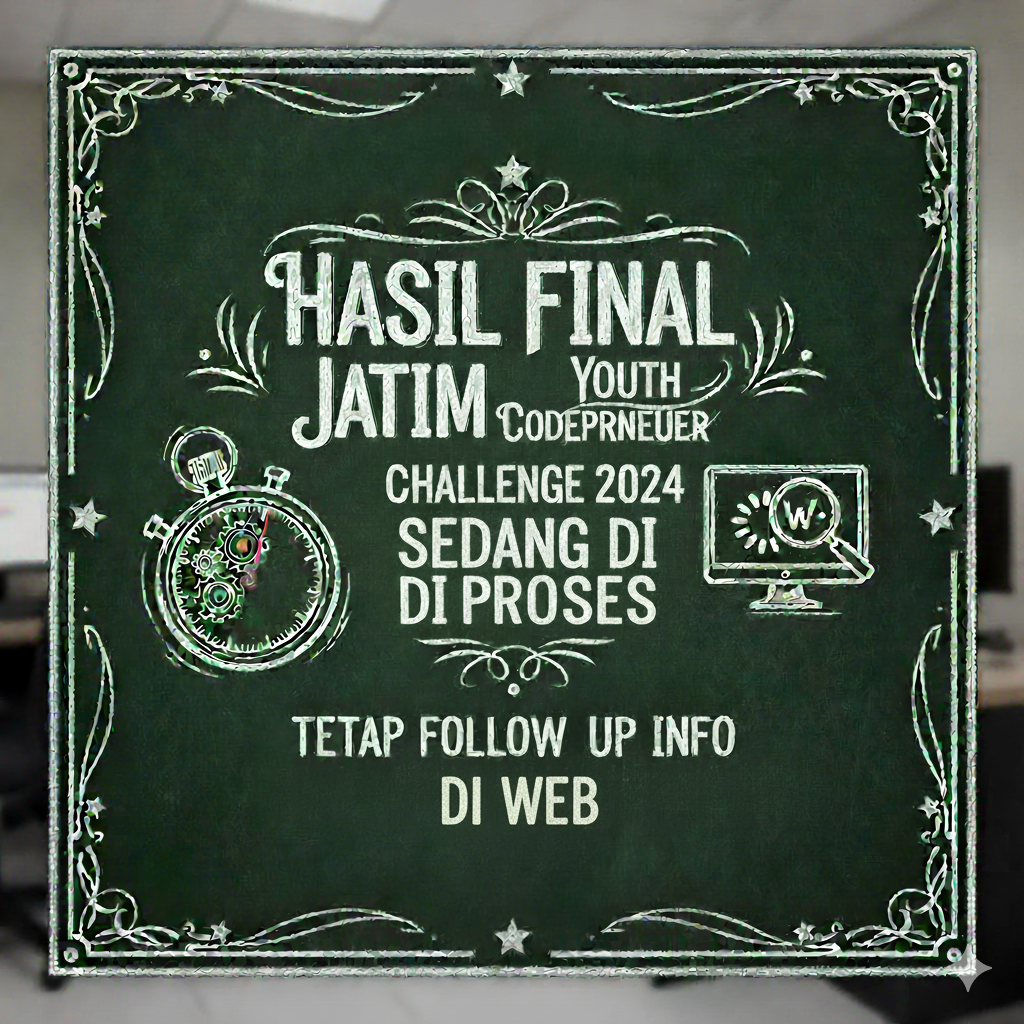 HASIL FINAL
JATIM YOUTH
CODEPRNEUER
CHALLENGE 2024
SEDANG DI
DI PROSES
W
TETAP FOLLOW UP INFO
DI WEB